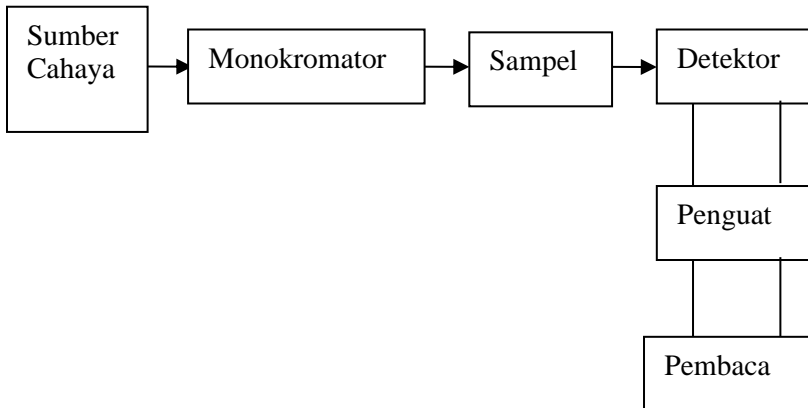 Sumber
Cahaya
Monokromator
Sampel
Detektor
Penguat
Pembaca